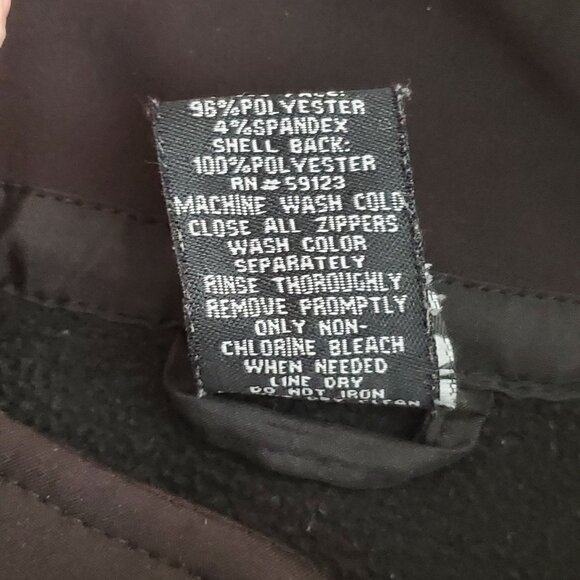 96%POLYESTER
4%SPANDEX
SHELL BACK:
100%POLYESTER
RN#59123
MACHINE WASH COLD
CLOSE ALL ZIPPERS
WASH COLOR
SEPARATELY
RINSE THOROUGHLY
REMOVE PROMPTLY
ONLY NON-
CHLORINE BLEACH
WHEN NEEDED
LINE DRY
DO NOT IRON
CLEAN